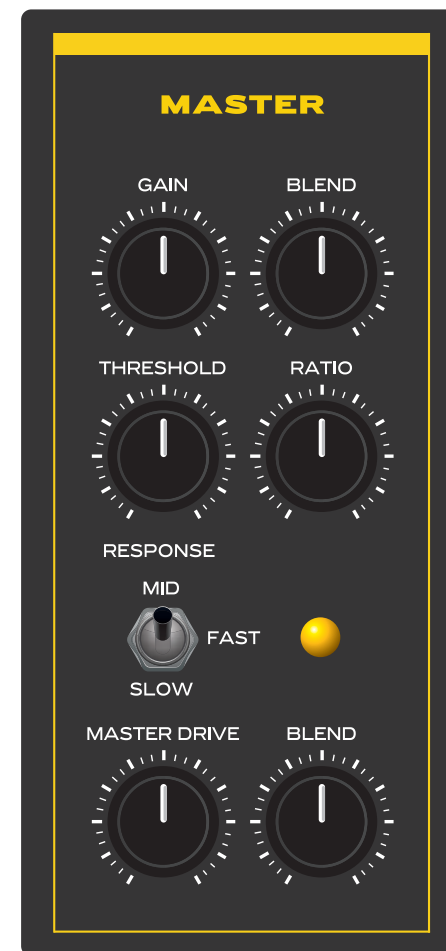 MASTER
GAIN BLEND
THRESHOLD RATIO
RESPONSE
MID
FAST
SLOW
MASTER DRIVE BLEND